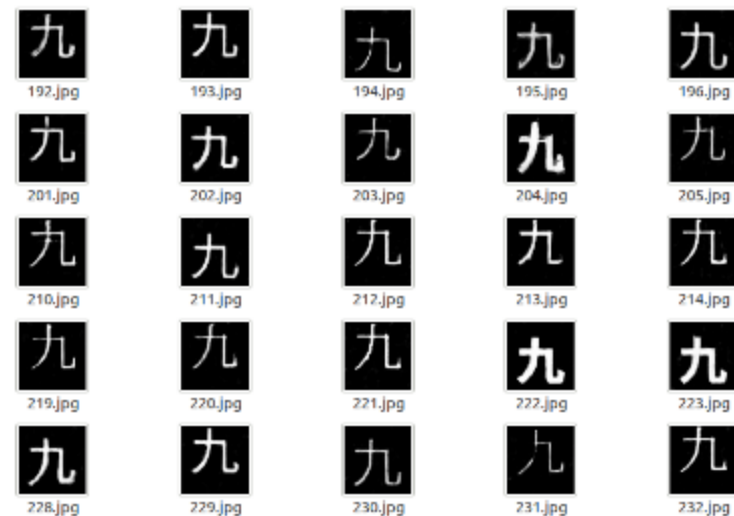 九 九 九 九 九
192.jpg 193.jpg 194.jpg 195.jpg 196.jpg
九 九 九 九 九
201.jpg 202.jpg 203.jpg 204.jpg 205.jpg
九 九 九 九 九
210.jpg 211.jpg 212.jpg 213.jpg 214.jpg
九 九 九 九 九
219.jpg 220.jpg 221.jpg 222.jpg 223.jpg
九 九 九 九 九
228.jpg 229.jpg 230.jpg 231.jpg 232.jpg